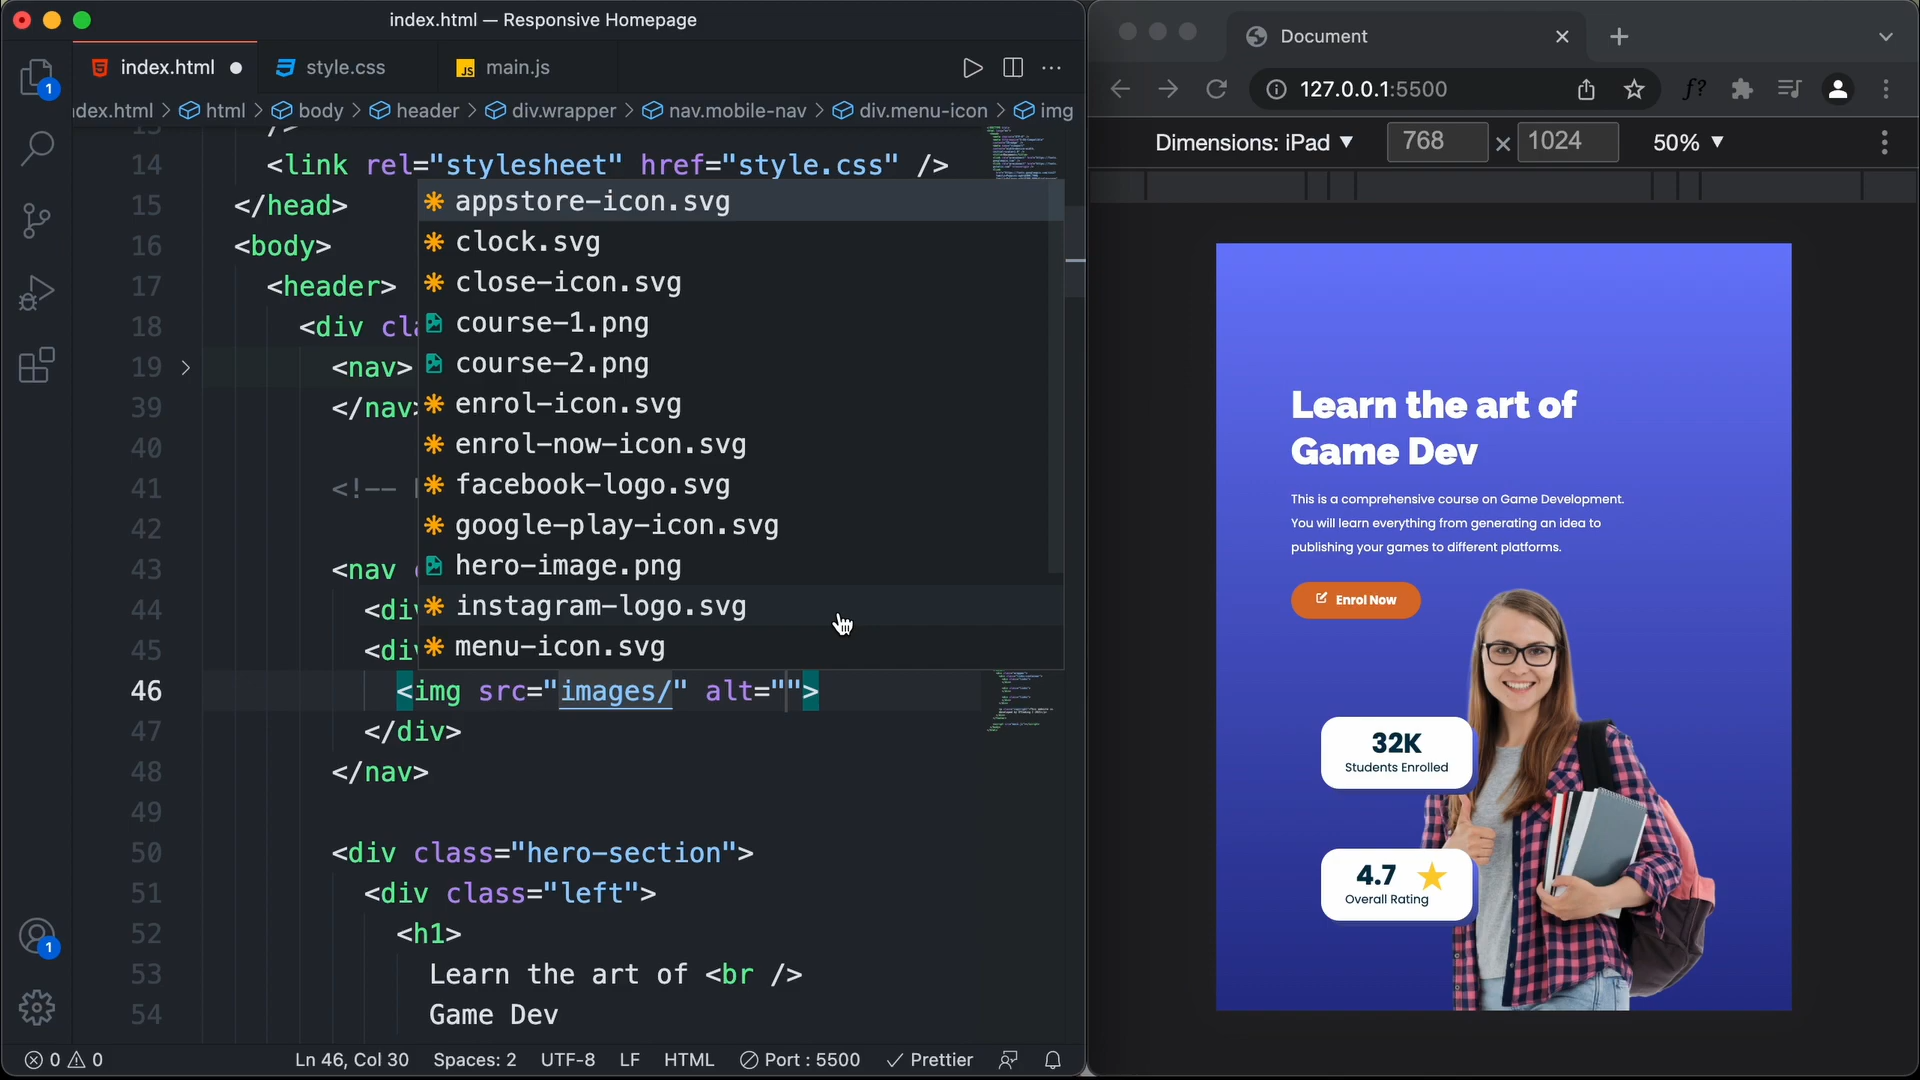 index.html — Responsive Homepage
index.html
style.css
JS main.js
dex.html > html > body > header > div.wrapper > nav.mobile-nav > div.menu-icon > img
13 />
14 <link rel="stylesheet" href="style.css" />
15 </head>
16 <body>
17 <header>
18 <div cla
19 <nav>
39 </nav>
40
41 <!--
42
43 <nav
44 <div
45 <div
46 <img src="images/" alt="">
47 </div>
48 </nav>
49
50 <div class="hero-section">
51 <div class="left">
52 <h1>
53 Learn the art of <br />
54 Game Dev
appstore-icon.svg
clock.svg
close-icon.svg
course-1.png
course-2.png
enrol-icon.svg
enrol-now-icon.svg
facebook-logo.svg
google-play-icon.svg
hero-image.png
instagram-logo.svg
menu-icon.svg
1
1
0 0
Ln 46, Col 30
Spaces: 2
UTF-8
LF
HTML
Port : 5500
Prettier
Document
127.0.0.1:5500
f?
Dimensions: iPad ▼ 768 × 1024 50% ▼
Learn the art of
Game Dev
This is a comprehensive course on Game Development.
You will learn everything from generating an idea to
publishing your games to different platforms.
Enrol Now
32K
Students Enrolled
4.7
Overall Rating